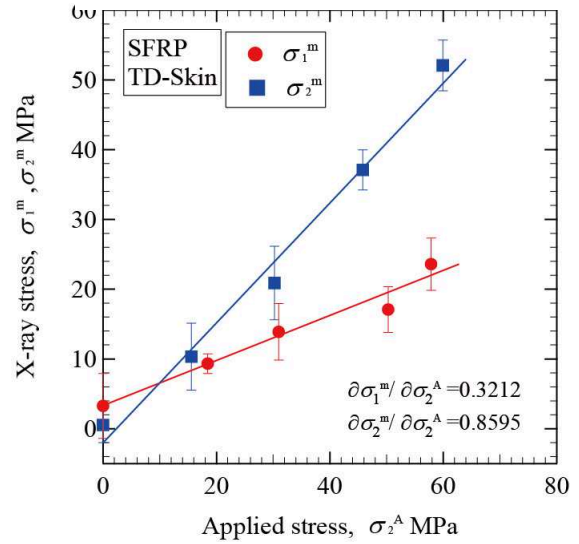 60
50
40
30
20
10
0
X-ray stress, σ₁ᵐ ,σ₂ᵐ MPa
SFRP
TD-Skin
σ₁ᵐ
σ₂ᵐ
∂σ₁ᵐ/ ∂σ₂ᴬ =0.3212
∂σ₂ᵐ/ ∂σ₂ᴬ =0.8595
0 20 40 60 80
Applied stress, σ₂ᴬ MPa